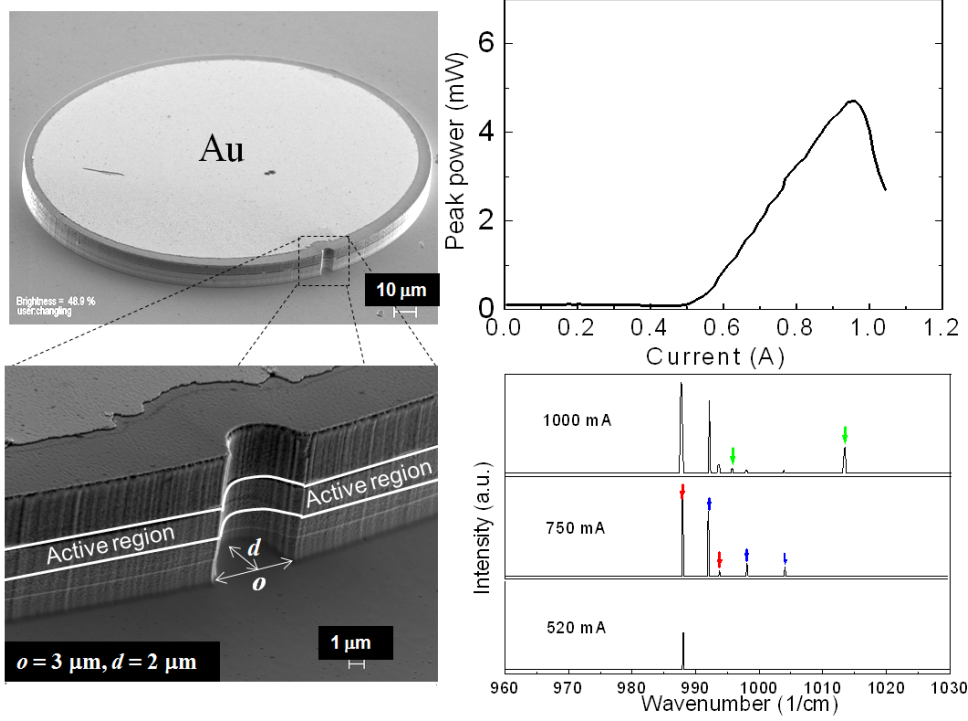 Au
10 μm
Brightness = 48.9 %
user:changling
Active region
Active region
d
o
1 μm
o = 3 μm, d = 2 μm
6
4
2
0
Peak power (mW)
0.0 0.2 0.4 0.6 0.8 1.0 1.2
Current (A)
1000 mA
750 mA
520 mA
Intensity (a.u.)
960 970 980 990 1000 1010 1020 1030
Wavenumber (1/cm)